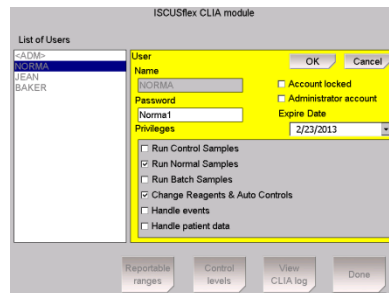 ISCUSflex CLIA module
List of Users
<ADM>
NORMA
JEAN
BAKER
User
OK
Cancel
Name
NORMA
Account locked
Administrator account
Password
Norma1
Expire Date
2/23/2013
Privileges
Run Control Samples
Run Normal Samples
Run Batch Samples
Change Reagents & Auto Controls
Handle events
Handle patient data
Reportable
ranges
Control
levels
View
CLIA log
Done